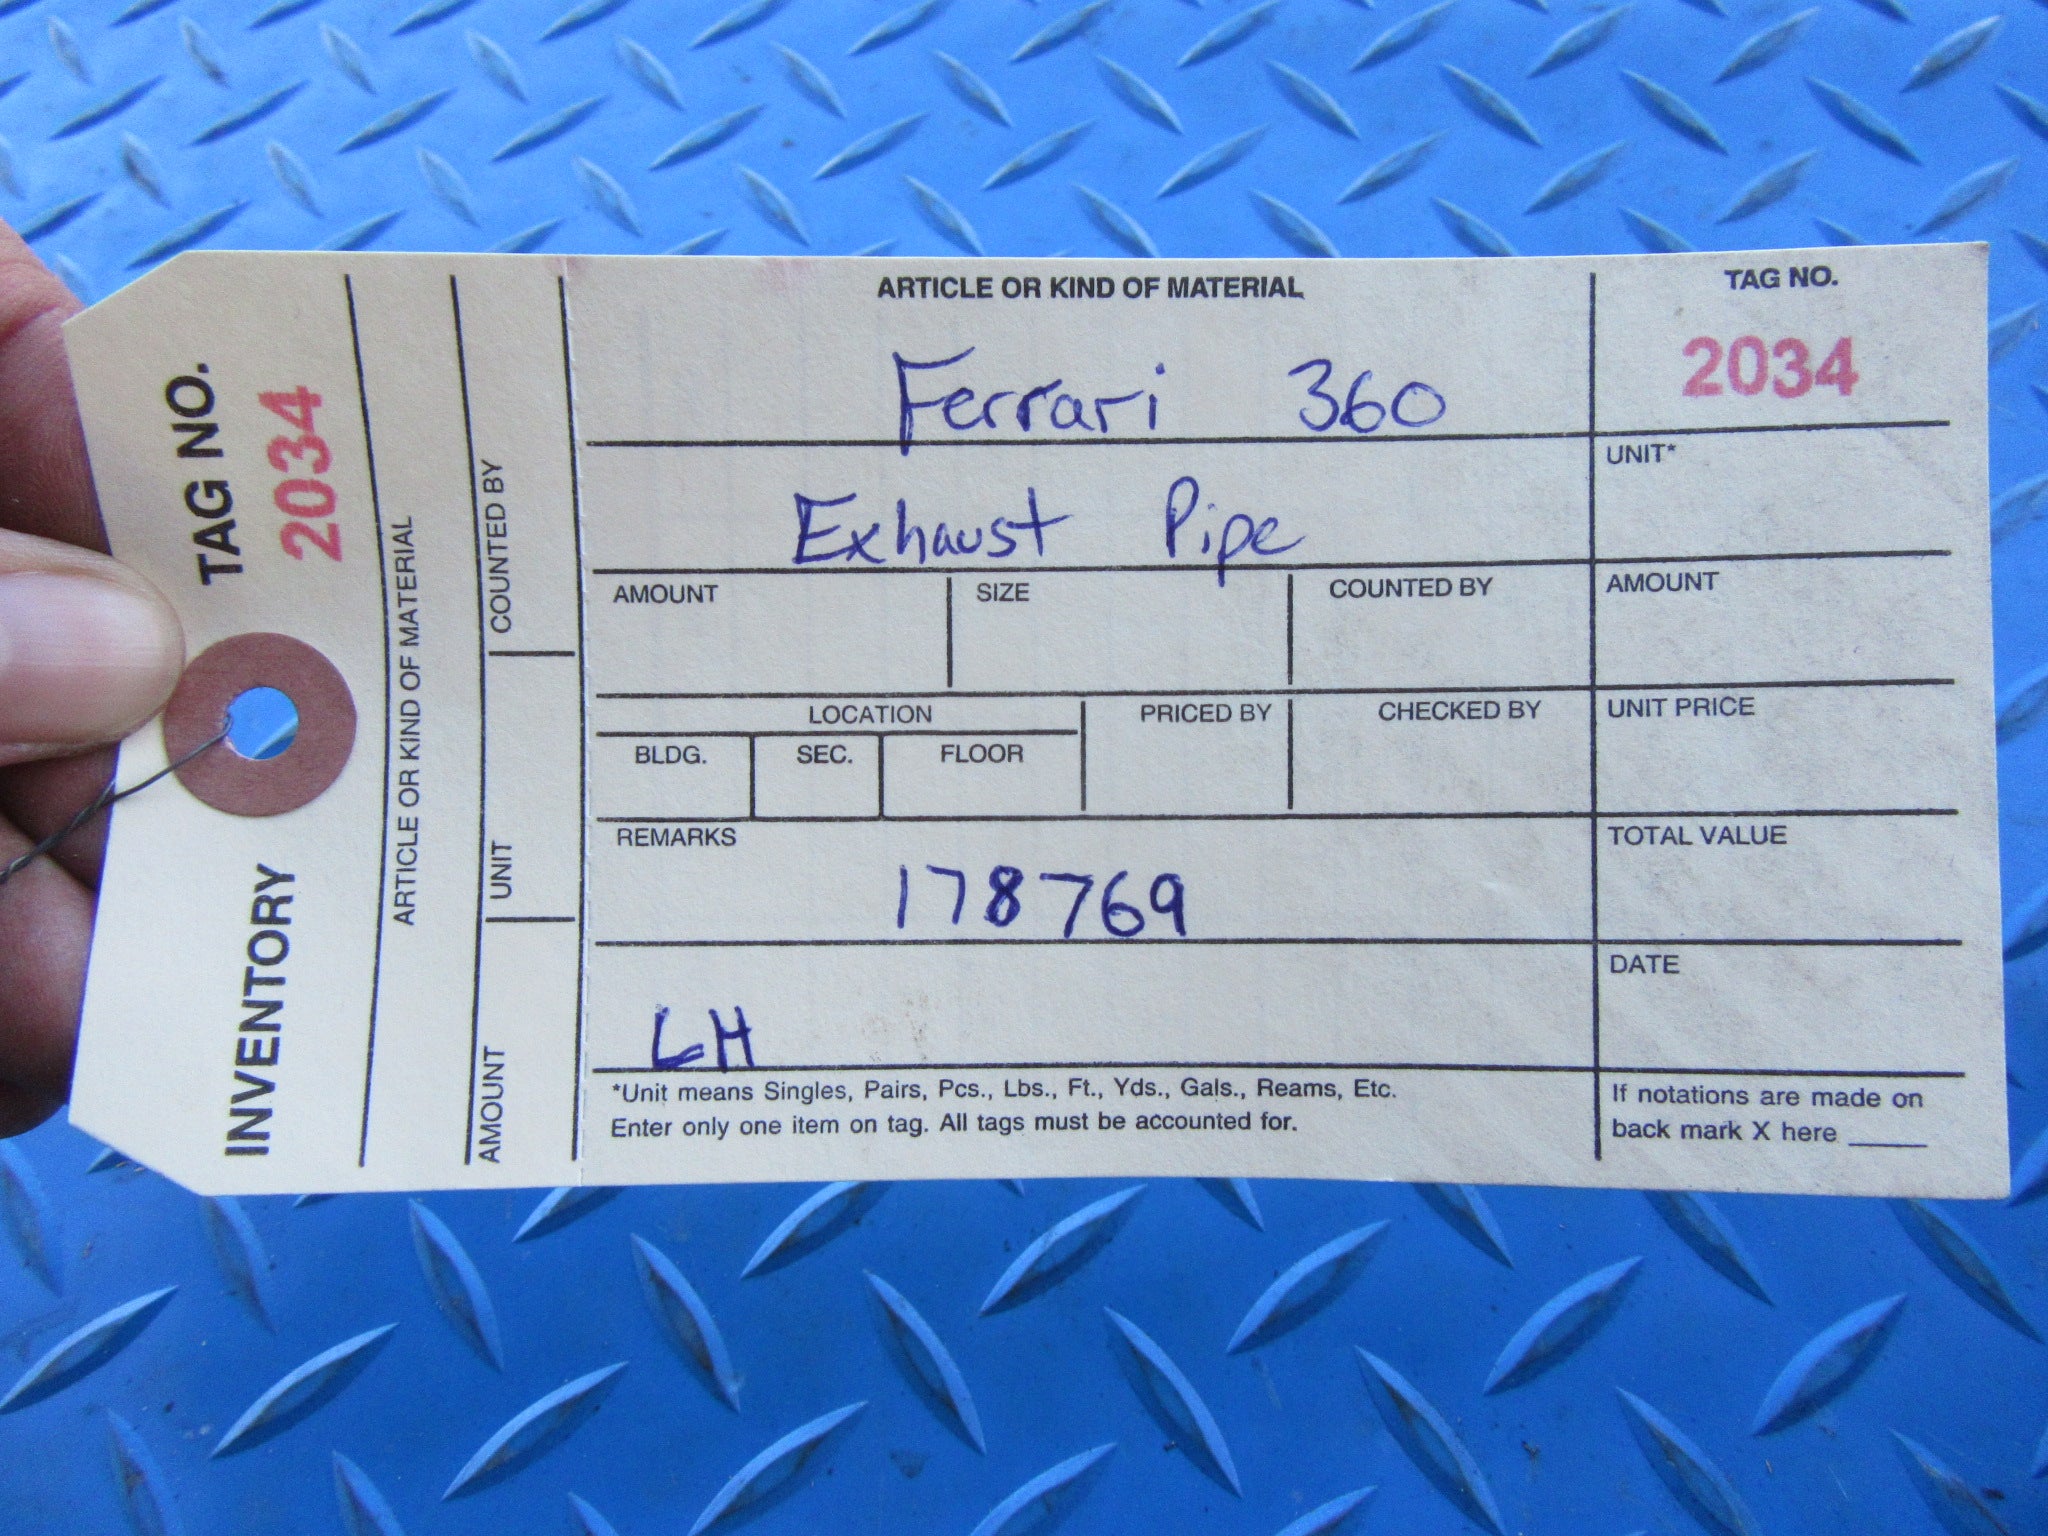 TAG NO.
2034
INVENTORY
ARTICLE OR KIND OF MATERIAL
COUNTED BY
UNIT
AMOUNT
ARTICLE OR KIND OF MATERIAL
Ferrari 360
Exhaust Pipe
TAG NO.
2034
UNIT*
AMOUNT
SIZE
COUNTED BY
AMOUNT
LOCATION
BLDG.
SEC.
FLOOR
PRICED BY
CHECKED BY
UNIT PRICE
REMARKS
178769
TOTAL VALUE
LH
DATE
*Unit means Singles, Pairs, Pcs., Lbs., Ft., Yds., Gals., Reams, Etc.
Enter only one item on tag. All tags must be accounted for.
If notations are made on
back mark X here _____